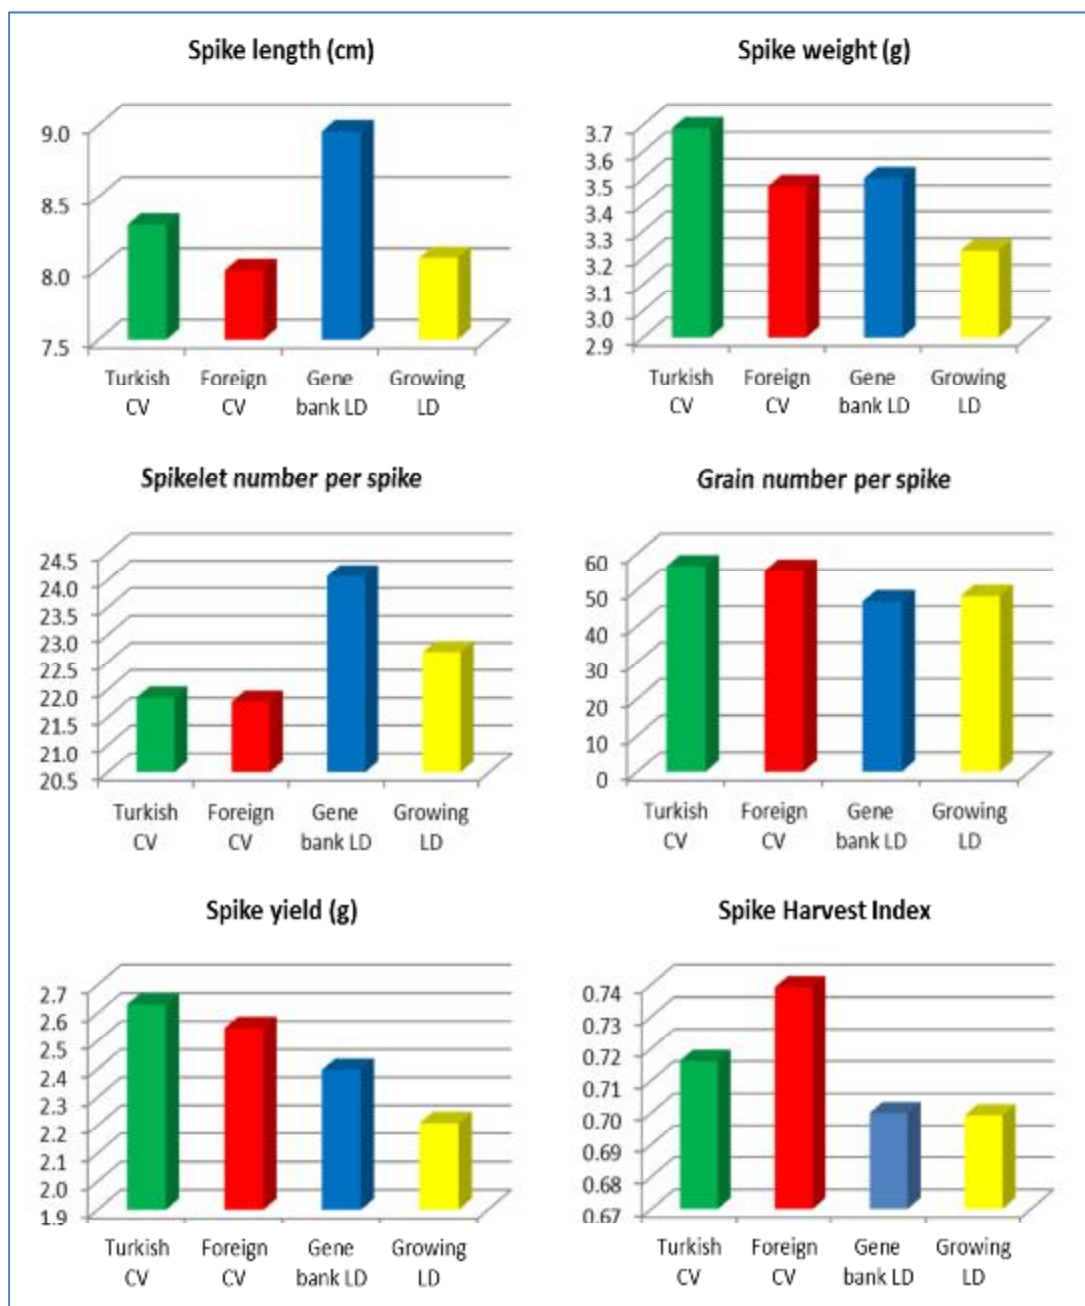 Spike length (cm)
9.0
8.5
8.0
7.5
Turkish Foreign Gene Growing
CV CV bank LD LD
Spike weight (g)
3.7
3.6
3.5
3.4
3.3
3.2
3.1
3.0
2.9
Turkish Foreign Gene Growing
CV CV bank LD LD
Spikelet number per spike
24.5
24.0
23.5
23.0
22.5
22.0
21.5
21.0
20.5
Turkish Foreign Gene Growing
CV CV bank LD LD
Grain number per spike
60
50
40
30
20
10
0
Turkish Foreign Gene Growing
CV CV bank LD LD
Spike yield (g)
2.7
2.6
2.5
2.4
2.3
2.2
2.1
2.0
1.9
Turkish Foreign Gene Growing
CV CV bank LD LD
Spike Harvest Index
0.74
0.73
0.72
0.71
0.70
0.69
0.68
0.67
Turkish Foreign Gene Growing
CV CV bank LD LD